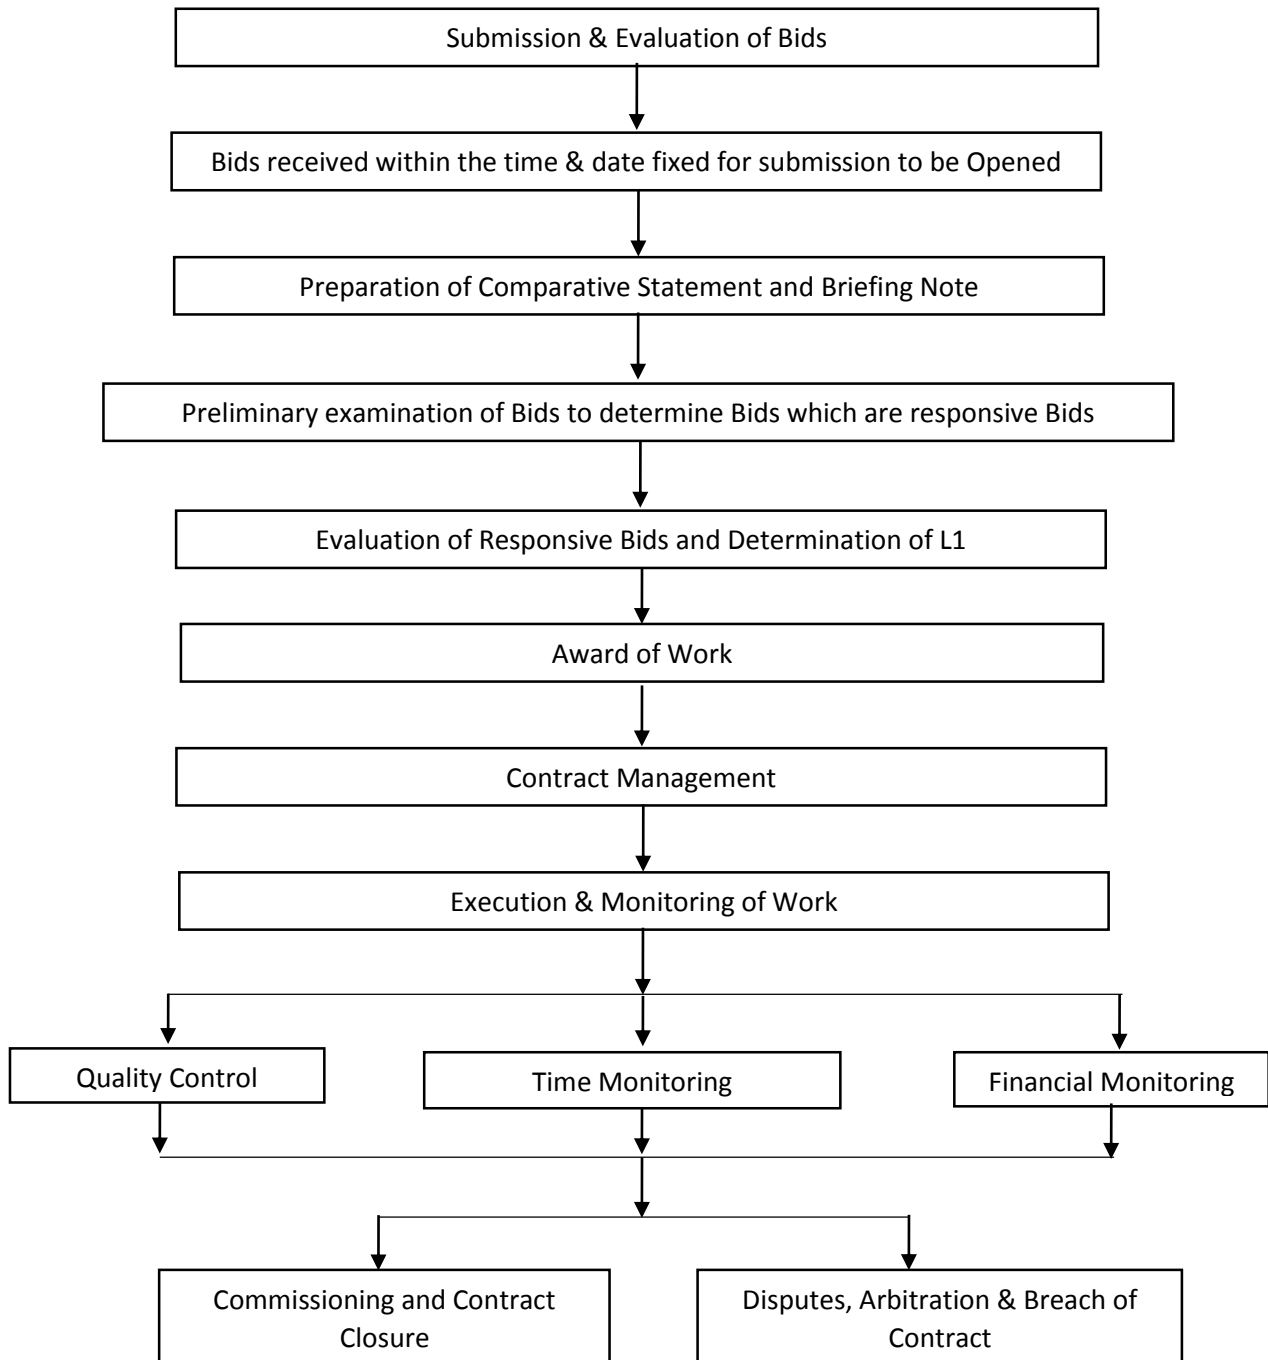 Submission & Evaluation of Bids
Bids received within the time & date fixed for submission to be Opened
Preparation of Comparative Statement and Briefing Note
Preliminary examination of Bids to determine Bids which are responsive Bids
Evaluation of Responsive Bids and Determination of L1
Award of Work
Contract Management
Execution & Monitoring of Work
Quality Control
Time Monitoring
Financial Monitoring
Commissioning and Contract
Closure
Disputes, Arbitration & Breach of
Contract